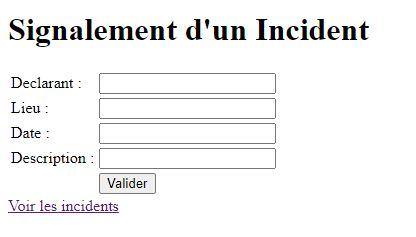 Signalement d'un Incident
Declarant :
Lieu :
Date :
Description :
Valider
Voir les incidents